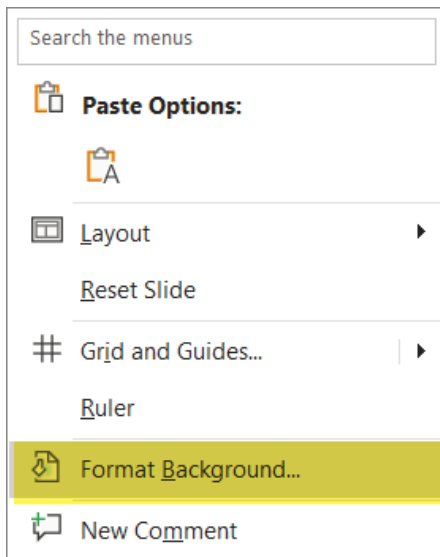 Search the menus
Paste Options:
A
Layout
Reset Slide
Grid and Guides...
Ruler
Format Background...
New Comment